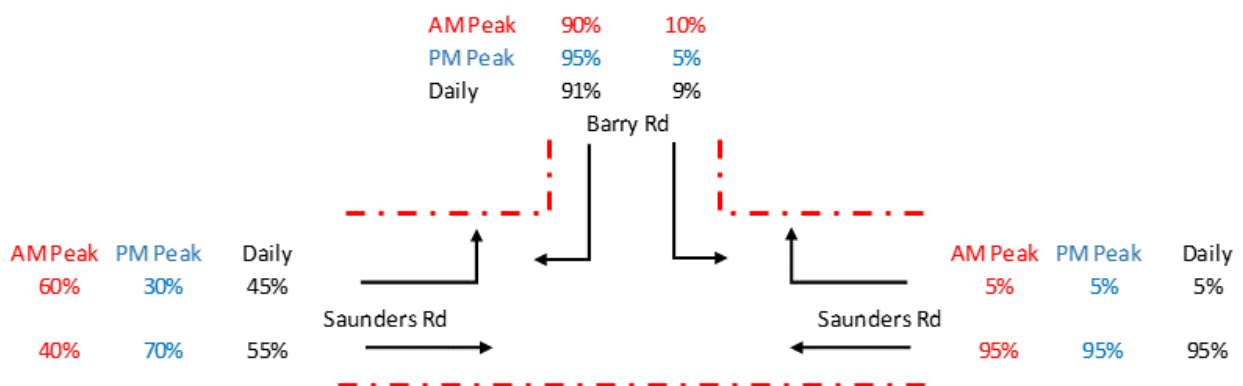 AM Peak 90% 10%
PM Peak 95% 5%
Daily 91% 9%
Barry Rd
AM Peak PM Peak Daily
60% 30% 45%
Saunders Rd
40% 70% 55%
AM Peak PM Peak Daily
5% 5% 5%
Saunders Rd
95% 95% 95%